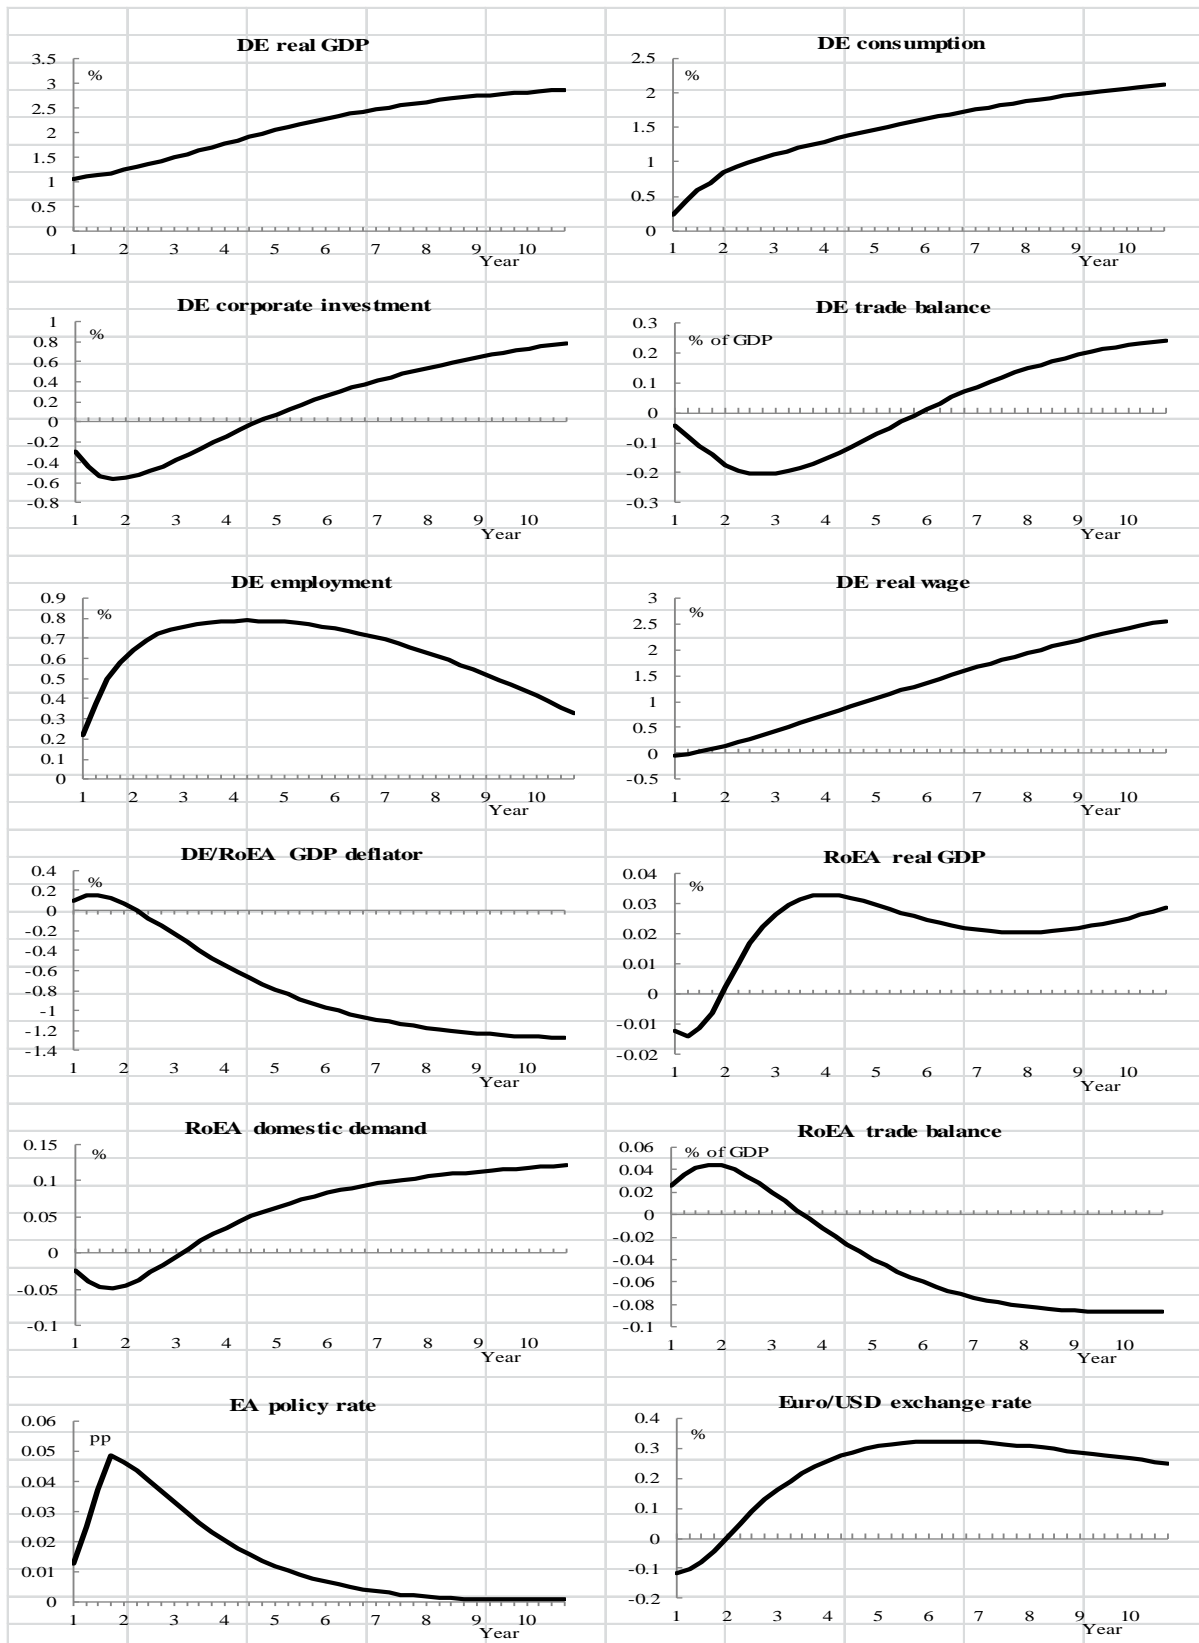 DE real GDP
3.5
%
3
2.5
2
1.5
1
0.5
0
1 2 3 4 5 6 7 8 9 10
Year
DE consumption
2.5
%
2
1.5
1
0.5
0
1 2 3 4 5 6 7 8 9 10
Year
DE corporate investment
1
%
0.8
0.6
0.4
0.2
0
-0.2
-0.4
-0.6
-0.8
1 2 3 4 5 6 7 8 9 10
Year
DE trade balance
0.3
% of GDP
0.2
0.1
0
-0.1
-0.2
-0.3
1 2 3 4 5 6 7 8 9 10
Year
DE employment
0.9
%
0.8
0.7
0.6
0.5
0.4
0.3
0.2
0.1
0
1 2 3 4 5 6 7 8 9 10
Year
DE real wage
3
%
2.5
2
1.5
1
0.5
0
-0.5
1 2 3 4 5 6 7 8 9 10
Year
DE/RoEA GDP deflator
0.4
%
0.2
0
-0.2
-0.4
-0.6
-0.8
-1
-1.2
-1.4
1 2 3 4 5 6 7 8 9 10
Year
RoEA real GDP
0.04
%
0.03
0.02
0.01
0
-0.01
-0.02
1 2 3 4 5 6 7 8 9 10
Year
RoEA domestic demand
0.15
%
0.1
0.05
0
-0.05
-0.1
1 2 3 4 5 6 7 8 9 10
Year
RoEA trade balance
0.06
% of GDP
0.04
0.02
0
-0.02
-0.04
-0.06
-0.08
-0.1
1 2 3 4 5 6 7 8 9 10
Year
EA policy rate
0.06
pp
0.05
0.04
0.03
0.02
0.01
0
1 2 3 4 5 6 7 8 9 10
Year
Euro/USD exchange rate
0.4
%
0.3
0.2
0.1
0
-0.1
-0.2
1 2 3 4 5 6 7 8 9 10
Year